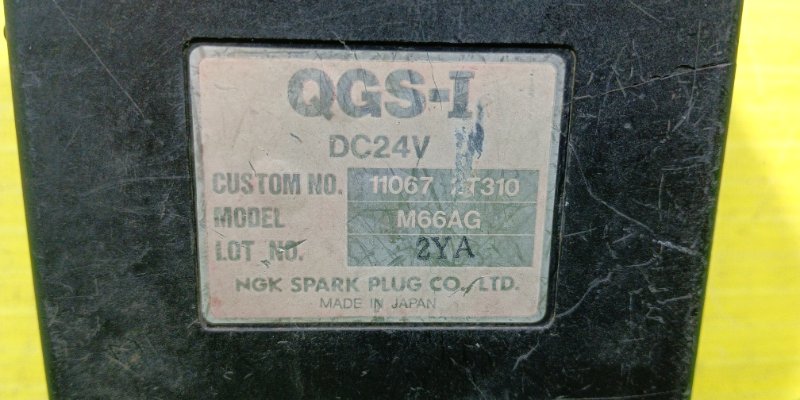 QGS-I
DC24V
CUSTOM NO. 11067 T310
MODEL M66AG
LOT NO. 2YA
NGK SPARK PLUG CO., LTD.
MADE IN JAPAN